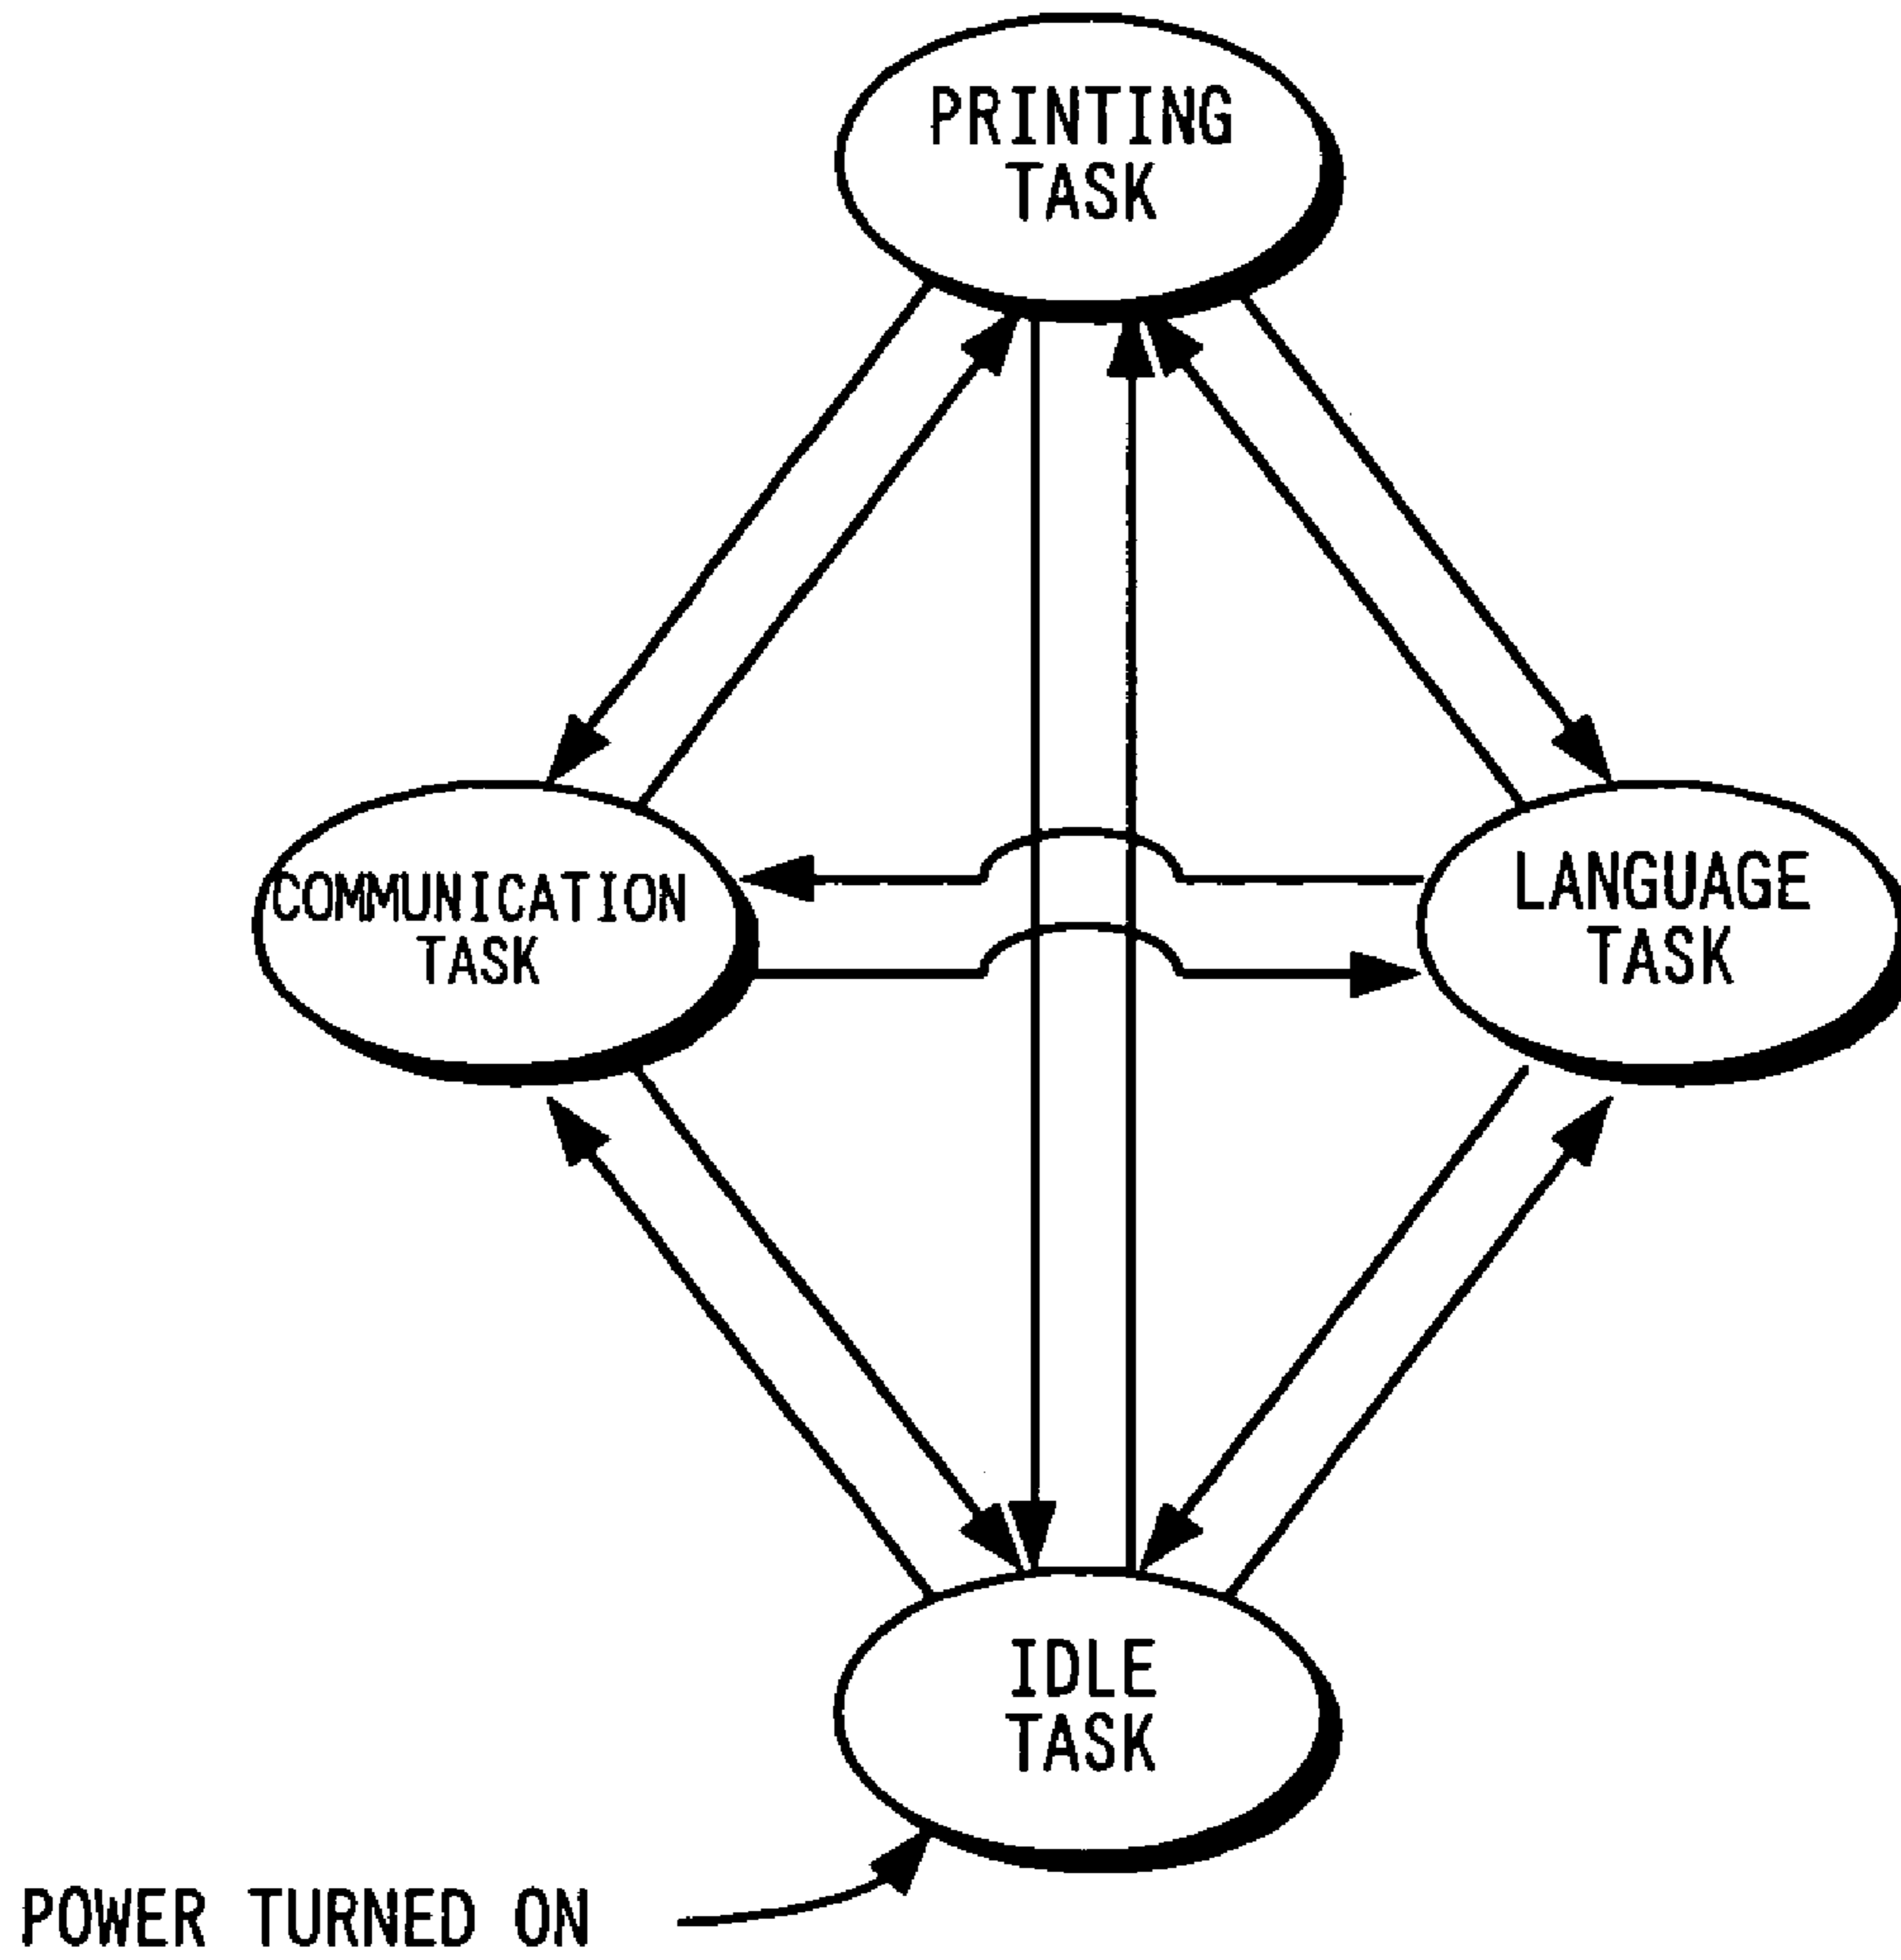 PRINTING
TASK
COMMUNICATION
TASK
LANGUAGE
TASK
IDLE
TASK
POWER TURNED ON